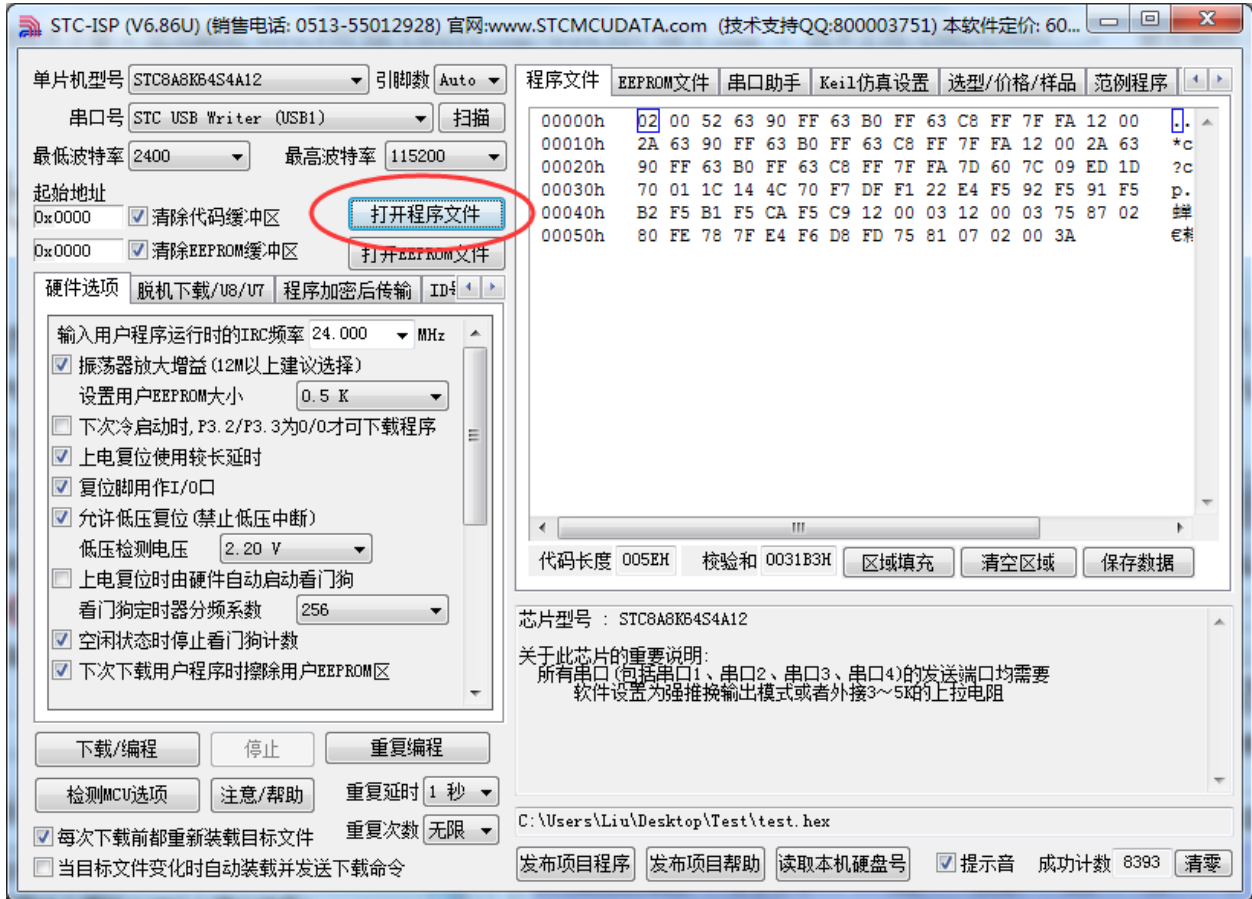 STC-ISP (V6.86U) (销售电话: 0513-55012928) 官网:www.STCMCUDATA.com (技术支持QQ:800003751) 本软件定价: 60...
单片机型号 STC8A8K64S4A12 引脚数 Auto
串口号 STC USB Writer (USB1) 扫描
最低波特率 2400 最高波特率 115200
起始地址
0x0000 清除代码缓冲区 打开程序文件
0x0000 清除EEPROM缓冲区 打开EEPROM文件
硬件选项 脱机下载/U8/U7 程序加密后传输
输入用户程序运行时的IRC频率 24.000 MHz
振荡器放大增益(12M以上建议选择)
设置用户EEPROM大小 0.5 K
下次冷启动时,P3.2/P3.3为0/0才可下载程序
上电复位使用较长延时
复位脚用作I/O口
允许低压复位(禁止低压中断)
低压检测电压 2.20 V
上电复位时由硬件自动启动看门狗
看门狗定时器分频系数 256
空闲状态时停止看门狗计数
下次下载用户程序时擦除用户EEPROM区
下载/编程 停止 重复编程
检测MCU选项 注意/帮助 重复延时 1 秒
每次下载前都重新装载目标文件 重复次数 无限
当目标文件变化时自动装载并发送下载命令
程序文件 EEPROM文件 串口助手 Keil仿真设置 选型/价格/样品 范例程序
00000h 02 00 52 63 90 FF 63 B0 FF 63 C8 FF 7F FA 12 00 ..
00010h 2A 63 90 FF 63 B0 FF 63 C8 FF 7F FA 12 00 2A 63 *c
00020h 90 FF 63 B0 FF 63 C8 FF 7F FA 7D 60 7C 09 ED 1D ?c
00030h 70 01 1C 14 4C 70 F7 DF F1 22 E4 F5 92 F5 91 F5 p.
00040h B2 F5 B1 F5 CA F5 C9 12 00 03 12 00 03 75 87 02 蝉
00050h 80 FE 78 7F E4 F6 D8 FD 75 81 07 02 00 3A €
代码长度 005EH 校验和 0031B3H 区域填充 清空区域 保存数据
芯片型号 : STC8A8K64S4A12
关于此芯片的重要说明:
所有串口(包括串口1、串口2、串口3、串口4)的发送端口均需要
软件设置为强推挽输出模式或者外接3~5K的上拉电阻
C:\Users\Liu\Desktop\Test\test.hex
发布项目程序 发布项目帮助 读取本机硬盘号 提示音 成功计数 8393 清零